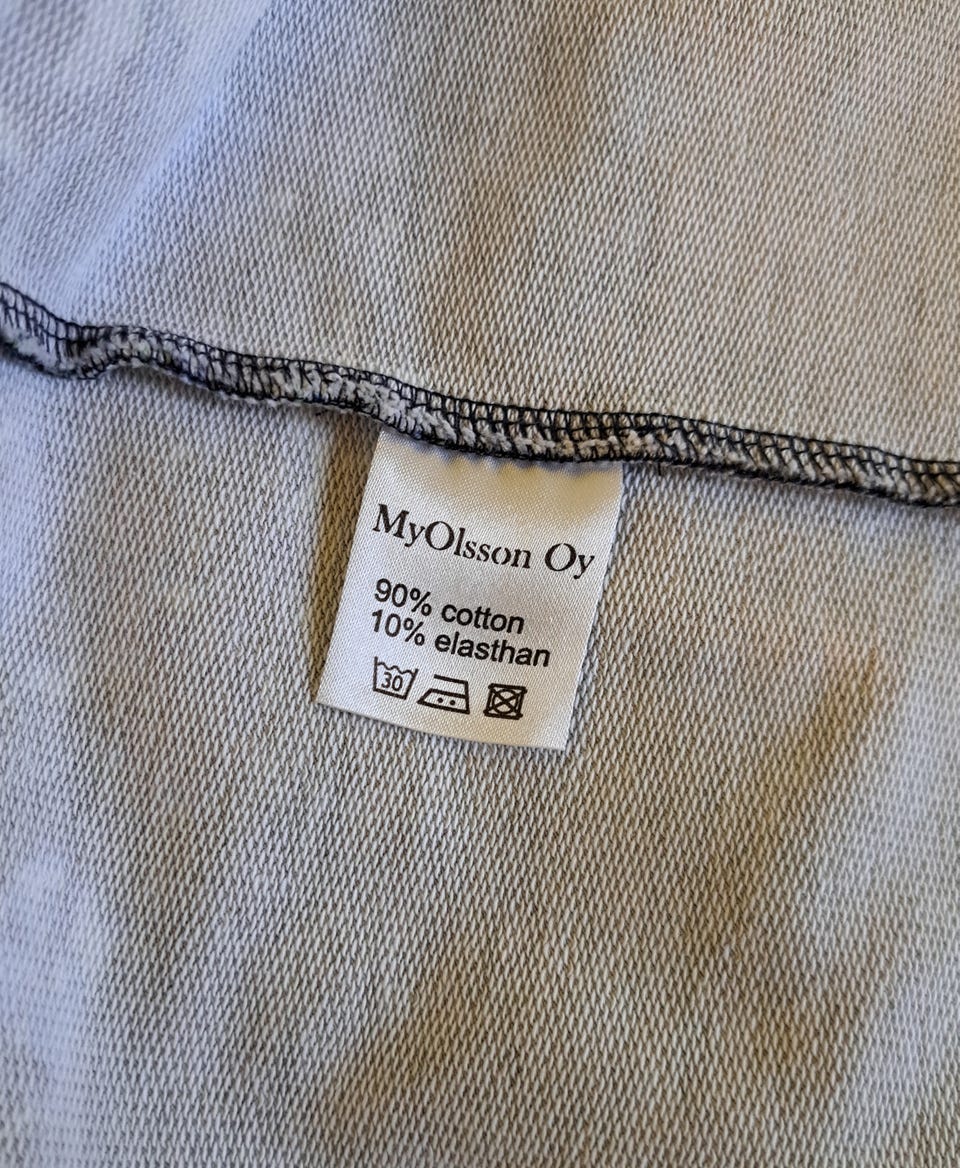 MyOlsson Oy
90% cotton
10% elasthan
30